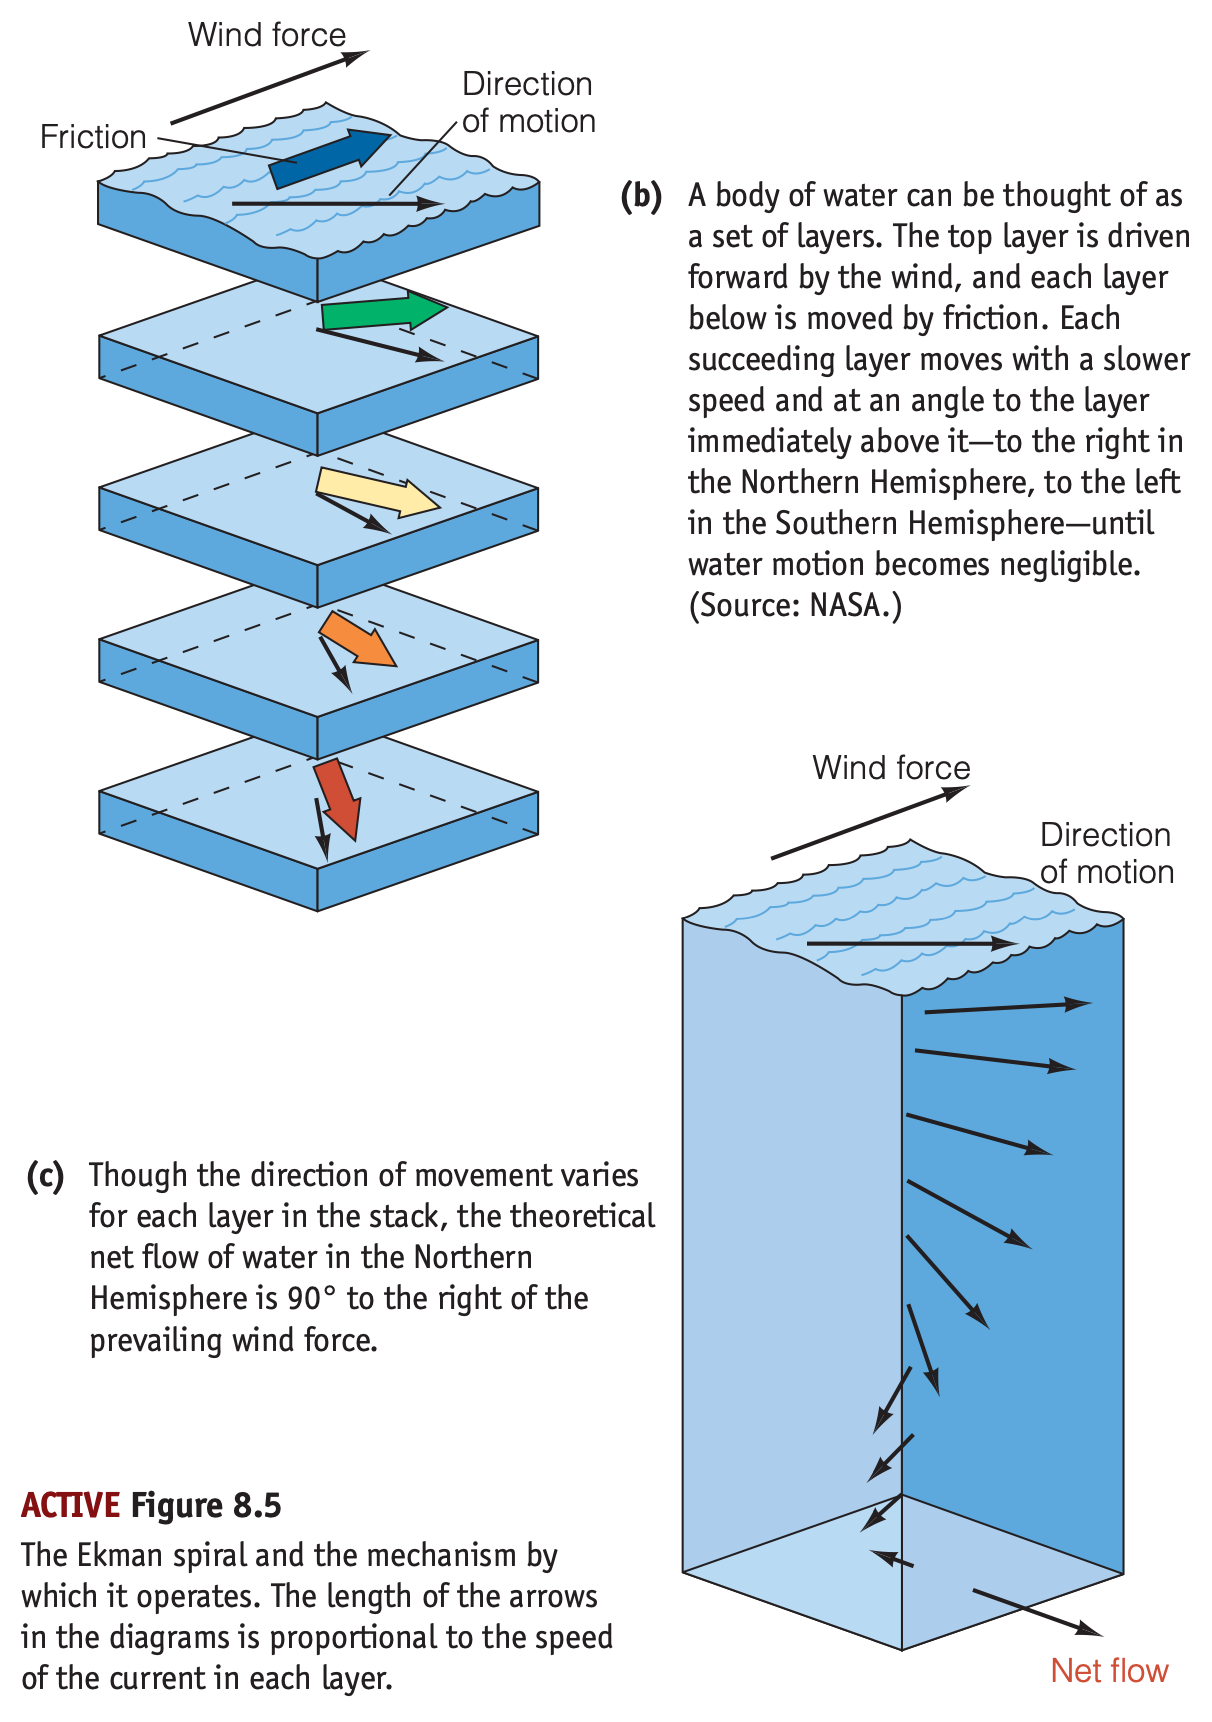 Wind force
Direction
of motion
Friction
(b) A body of water can be thought of as
a set of layers. The top layer is driven
forward by the wind, and each layer
below is moved by friction. Each
succeeding layer moves with a slower
speed and at an angle to the layer
immediately above it—to the right in
the Northern Hemisphere, to the left
in the Southern Hemisphere—until
water motion becomes negligible.
(Source: NASA.)
Wind force
Direction
of motion
(c) Though the direction of movement varies
for each layer in the stack, the theoretical
net flow of water in the Northern
Hemisphere is 90° to the right of the
prevailing wind force.
ACTIVE Figure 8.5
The Ekman spiral and the mechanism by
which it operates. The length of the arrows
in the diagrams is proportional to the speed
of the current in each layer.
Net flow